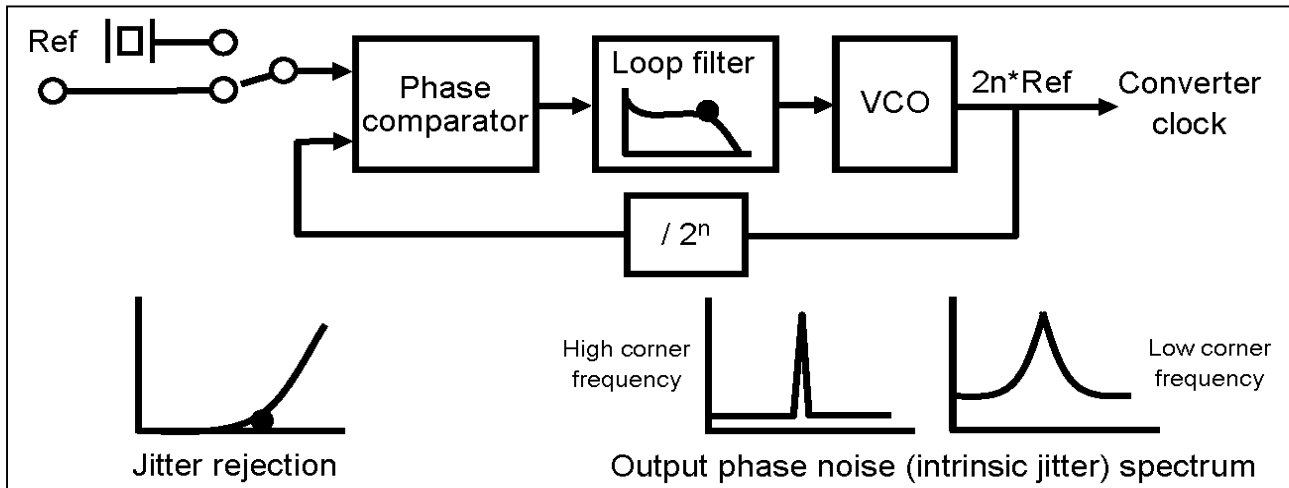 Ref
Phase
comparator
Loop filter
VCO
2n*Ref
Converter
clock
/ 2ⁿ
High corner
frequency
Low corner
frequency
Jitter rejection
Output phase noise (intrinsic jitter) spectrum